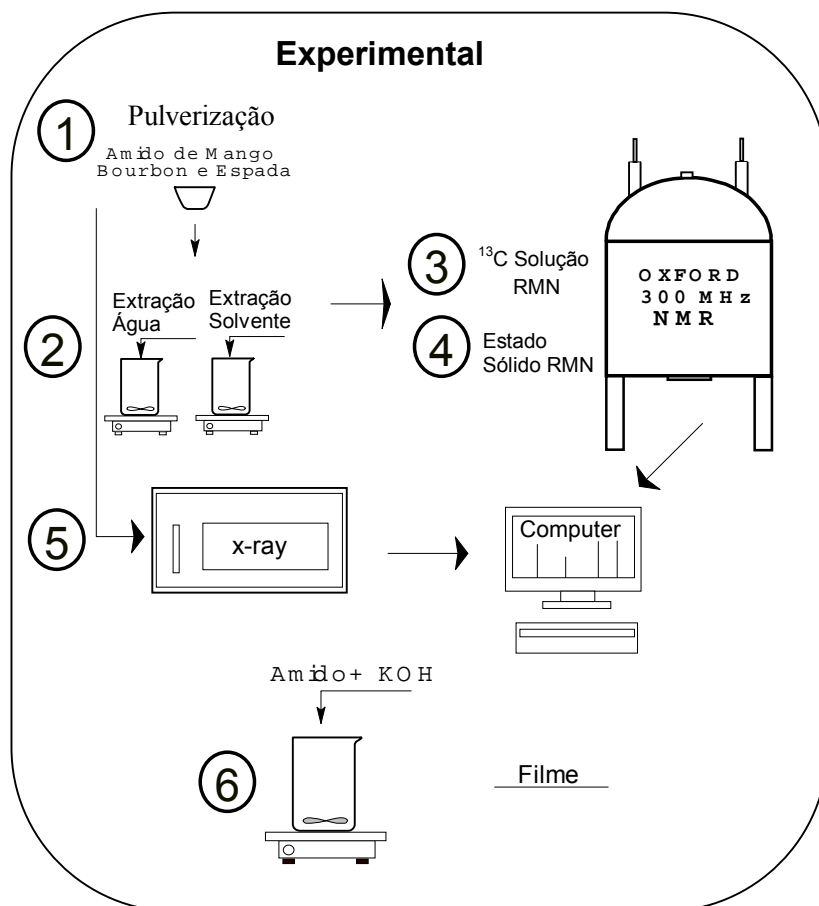 Experimental
1
Pulverização
Amido de Mango
Bourbon e Espada
2
Extração
Água
Extração
Solvente
3
¹³C Solução
RMN
4
Estado
Sólido RMN
OXFORD
300 MHz
NMR
5
x-ray
Computer
Amido + KOH
6
Filme